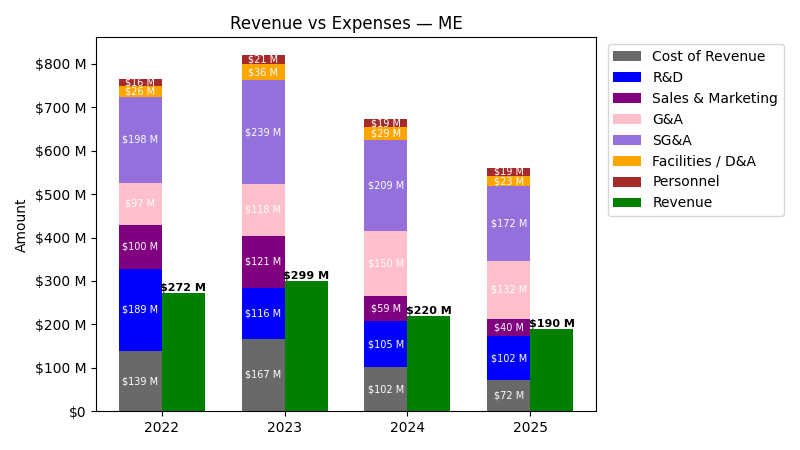 Revenue vs Expenses — ME
Amount
$800 M
$700 M
$600 M
$500 M
$400 M
$300 M
$200 M
$100 M
$0
$16 M
$26 M
$198 M
$97 M
$100 M
$189 M
$139 M
$272 M
$21 M
$36 M
$239 M
$118 M
$121 M
$116 M
$167 M
$299 M
$19 M
$29 M
$209 M
$150 M
$59 M
$105 M
$102 M
$220 M
$19 M
$23 M
$172 M
$132 M
$40 M
$102 M
$72 M
$190 M
2022
2023
2024
2025
Cost of Revenue
R&D
Sales & Marketing
G&A
SG&A
Facilities / D&A
Personnel
Revenue